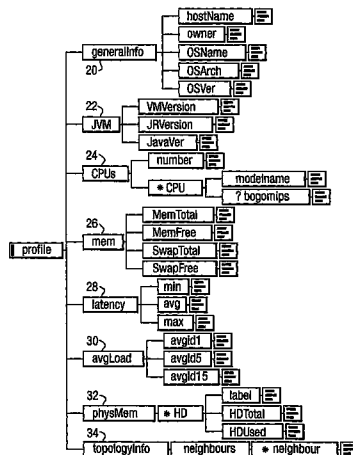 hostName
owner
generalInfo
OSName
20
OSArch
OSVer
22
VMVersion
JVM
JRVersion
JavaVer
24
number
CPUs
modelname
* CPU
? bogomips
26
MemTotal
mem
MemFree
profile
SwapTotal
SwapFree
28
min
latency
avg
max
30
avgld1
avgLoad
avgld5
avgld15
32
label
physMem * HD HDTotal
HDUsed
34
topologyInfo neighbours * neighbour